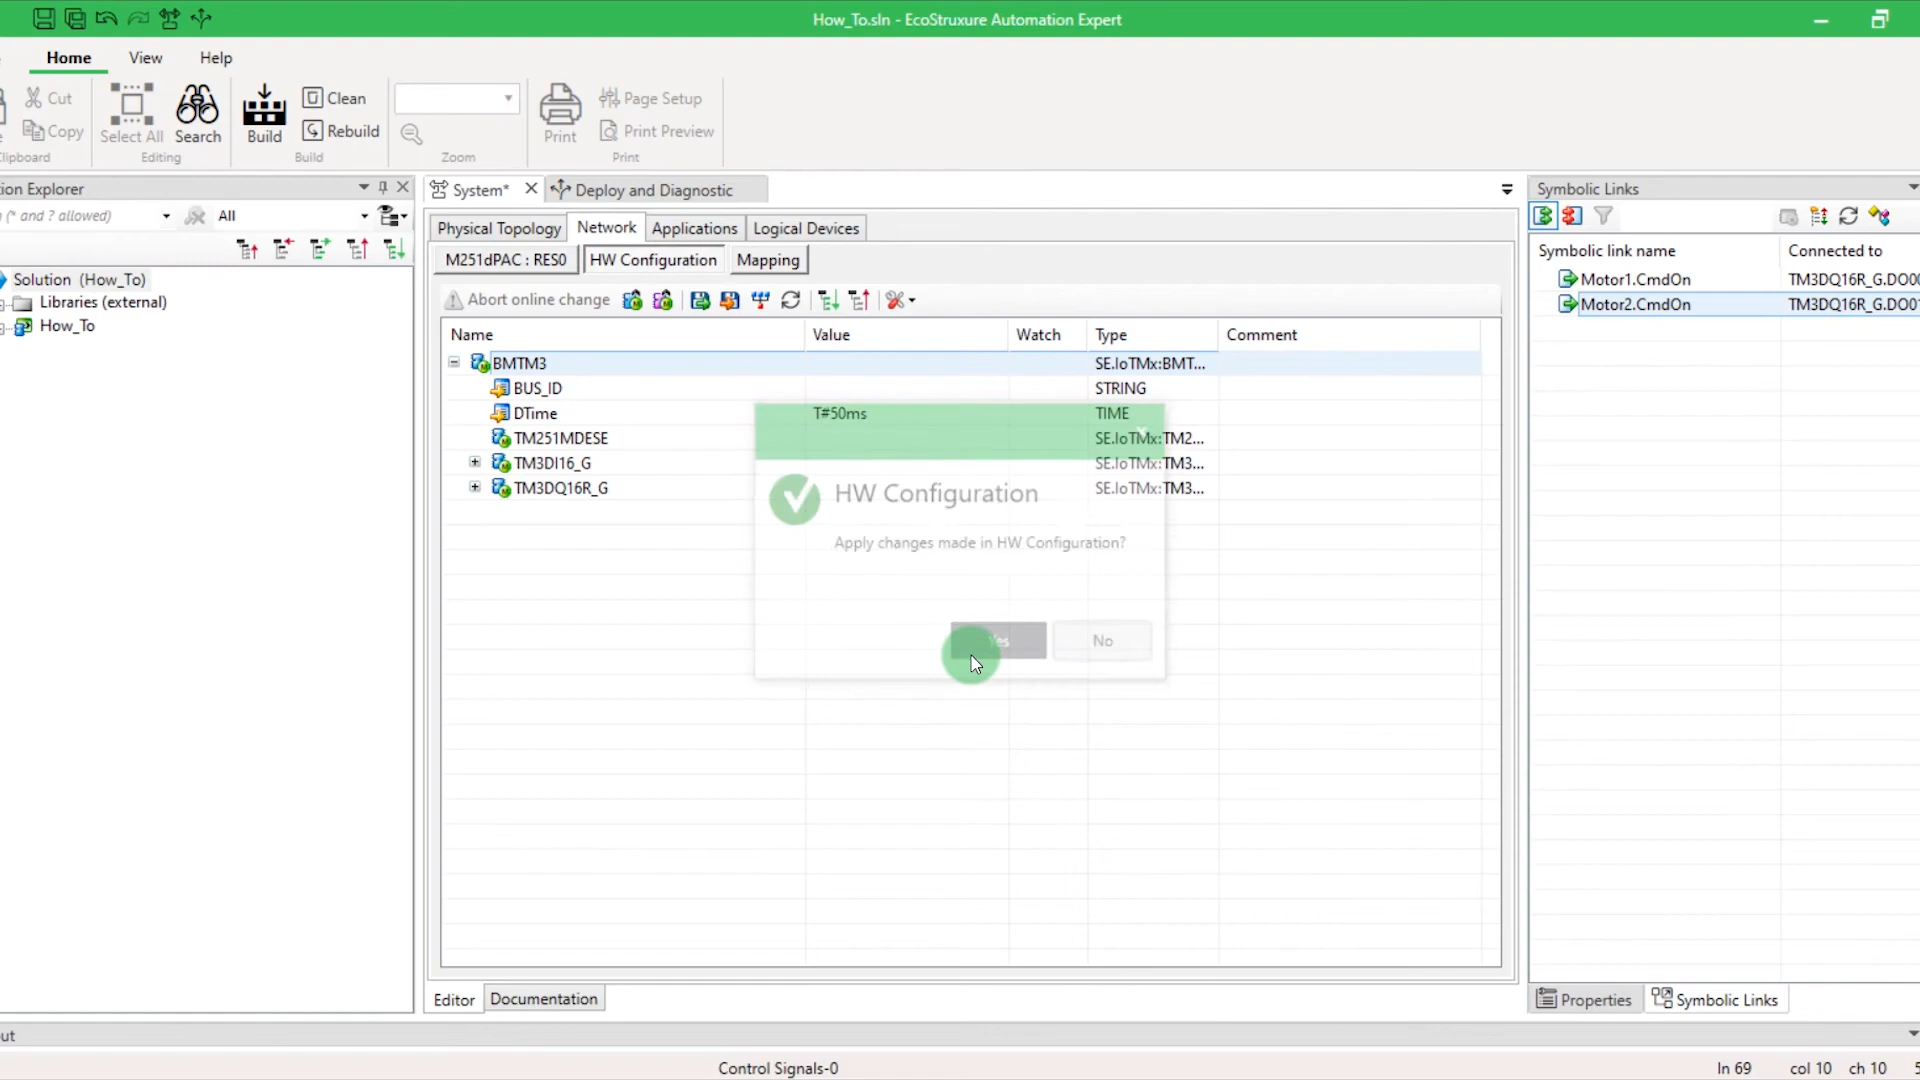 How_To.sln - EcoStruxure Automation Expert
Home View Help
Cut
Copy
Select All
Search
Editing
Build
Clean
Rebuild
Build
Zoom
Print
Page Setup
Print Preview
Print
System*
Deploy and Diagnostic
Symbolic Links
(* and ? allowed)
All
Physical Topology Network Applications Logical Devices
M251dPAC : RES0 HW Configuration Mapping
Abort online change
Solution (How_To)
Libraries (external)
How_To
Name Value Watch Type Comment
BMTM3 SE.IoTMx:BMT...
BUS_ID STRING
DTime T#50ms TIME
TM251MDESE SE.IoTMx:TM2...
TM3DI16_G SE.IoTMx:TM3...
TM3DQ16R_G SE.IoTMx:TM3...
HW Configuration
Apply changes made in HW Configuration?
Yes No
Symbolic link name Connected to
Motor1.CmdOn TM3DQ16R_G.DO00
Motor2.CmdOn
Editor Documentation
Properties Symbolic Links
Control Signals-0
ln 69 col 10 ch 10